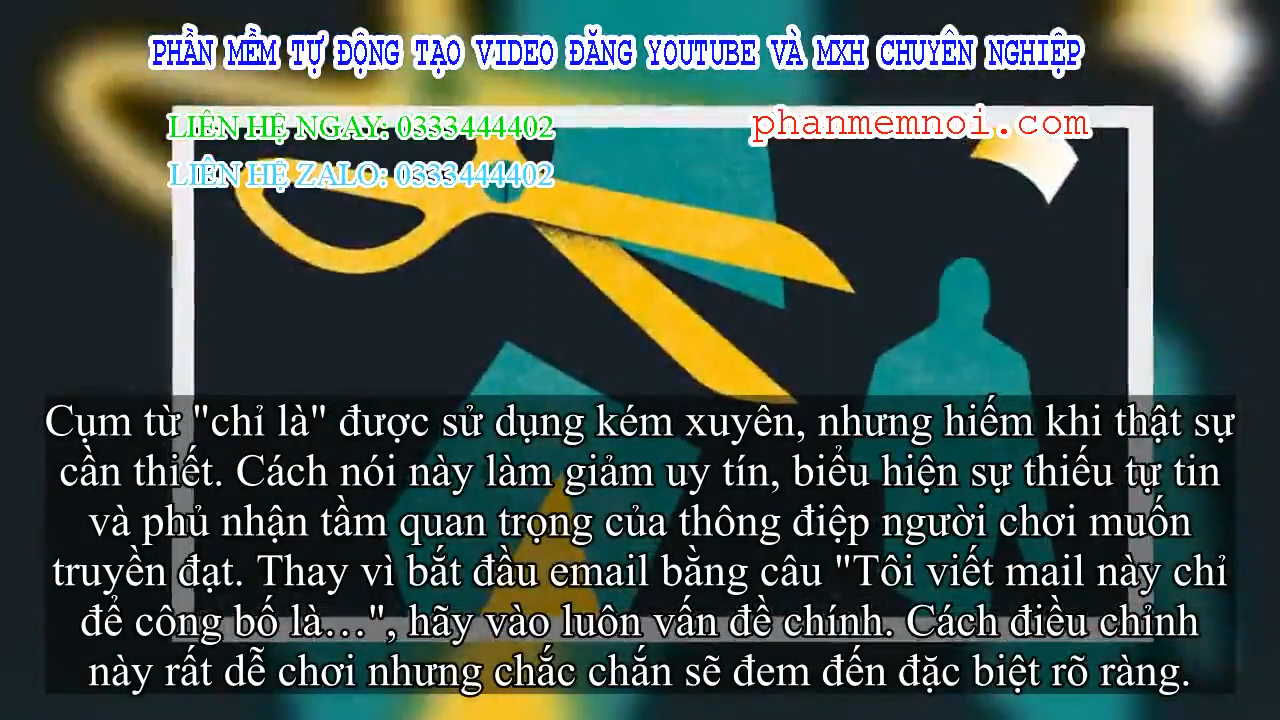 PHẦN MỀM TỰ ĐỘNG TẠO VIDEO ĐĂNG YOUTUBE VÀ MXH CHUYÊN NGHIỆP
LIÊN HỆ NGAY: 0333444402
phanmemnoi.com
LIÊN HỆ ZALO: 0333444402
Cụm từ "chỉ là" được sử dụng kém xuyên, nhưng hiếm khi thật sự
cần thiết. Cách nói này làm giảm uy tín, biểu hiện sự thiếu tự tin
và phủ nhận tầm quan trọng của thông điệp người chơi muốn
truyền đạt. Thay vì bắt đầu email bằng câu "Tôi viết mail này chỉ
để công bố là…", hãy vào luôn vấn đề chính. Cách điều chỉnh
này rất dễ chơi nhưng chắc chắn sẽ đem đến đặc biệt rõ ràng.